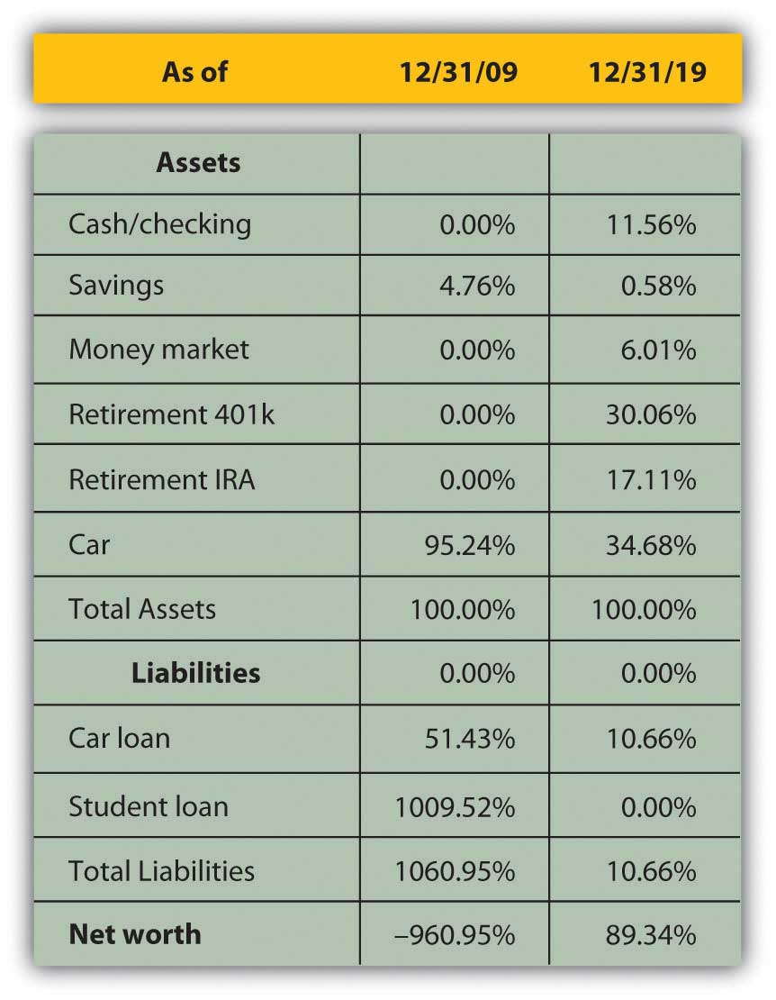 As of 12/31/09 12/31/19
Assets
Cash/checking 0.00% 11.56%
Savings 4.76% 0.58%
Money market 0.00% 6.01%
Retirement 401k 0.00% 30.06%
Retirement IRA 0.00% 17.11%
Car 95.24% 34.68%
Total Assets 100.00% 100.00%
Liabilities 0.00% 0.00%
Car loan 51.43% 10.66%
Student loan 1009.52% 0.00%
Total Liabilities 1060.95% 10.66%
Net worth –960.95% 89.34%